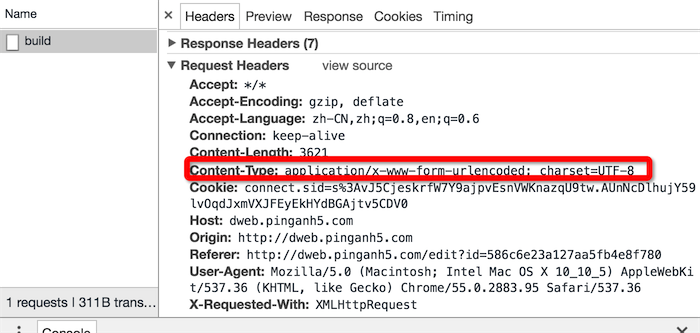 Name
× Headers Preview Response Cookies Timing
build
▶ Response Headers (7)
▼ Request Headers view source
Accept: */*
Accept-Encoding: gzip, deflate
Accept-Language: zh-CN,zh;q=0.8,en;q=0.6
Connection: keep-alive
Content-Length: 3621
Content-Type: application/x-www-form-urlencoded; charset=UTF-8
Cookie: connect.sid=s%3AvJ5CjeskrfW7Y9ajpvEsnVWKnazqU9tw.AUnNcDlhujY59
lvOqdJxmVXJFEyEkHYdBGAjtv5CDV0
Host: dweb.pinganh5.com
Origin: http://dweb.pinganh5.com
Referer: http://dweb.pinganh5.com/edit?id=586c6e23a127aa5fb4e8f780
User-Agent: Mozilla/5.0 (Macintosh; Intel Mac OS X 10_10_5) AppleWebKi
t/537.36 (KHTML, like Gecko) Chrome/55.0.2883.95 Safari/537.36
X-Requested-With: XMLHttpRequest
1 requests | 311B trans...
Console ×